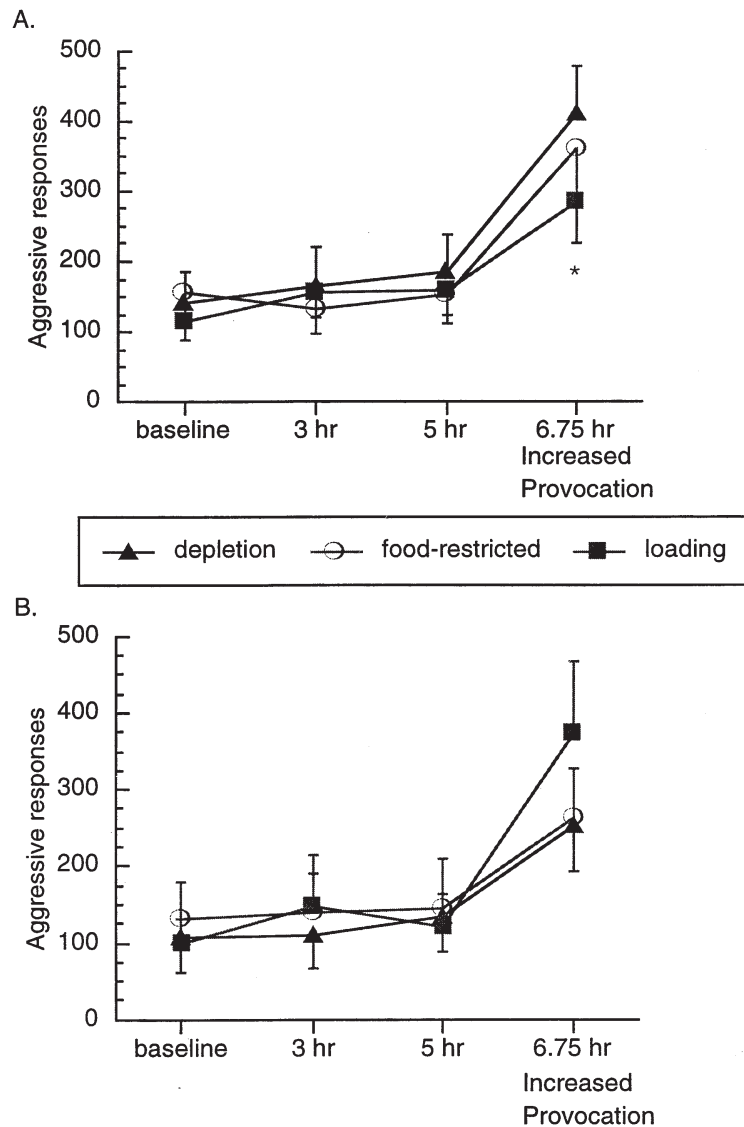 A.
Aggressive responses
500
400
300
200
100
0
*
baseline 3 hr 5 hr 6.75 hr
Increased
Provocation
depletion food-restricted loading
B.
Aggressive responses
500
400
300
200
100
0
baseline 3 hr 5 hr 6.75 hr
Increased
Provocation